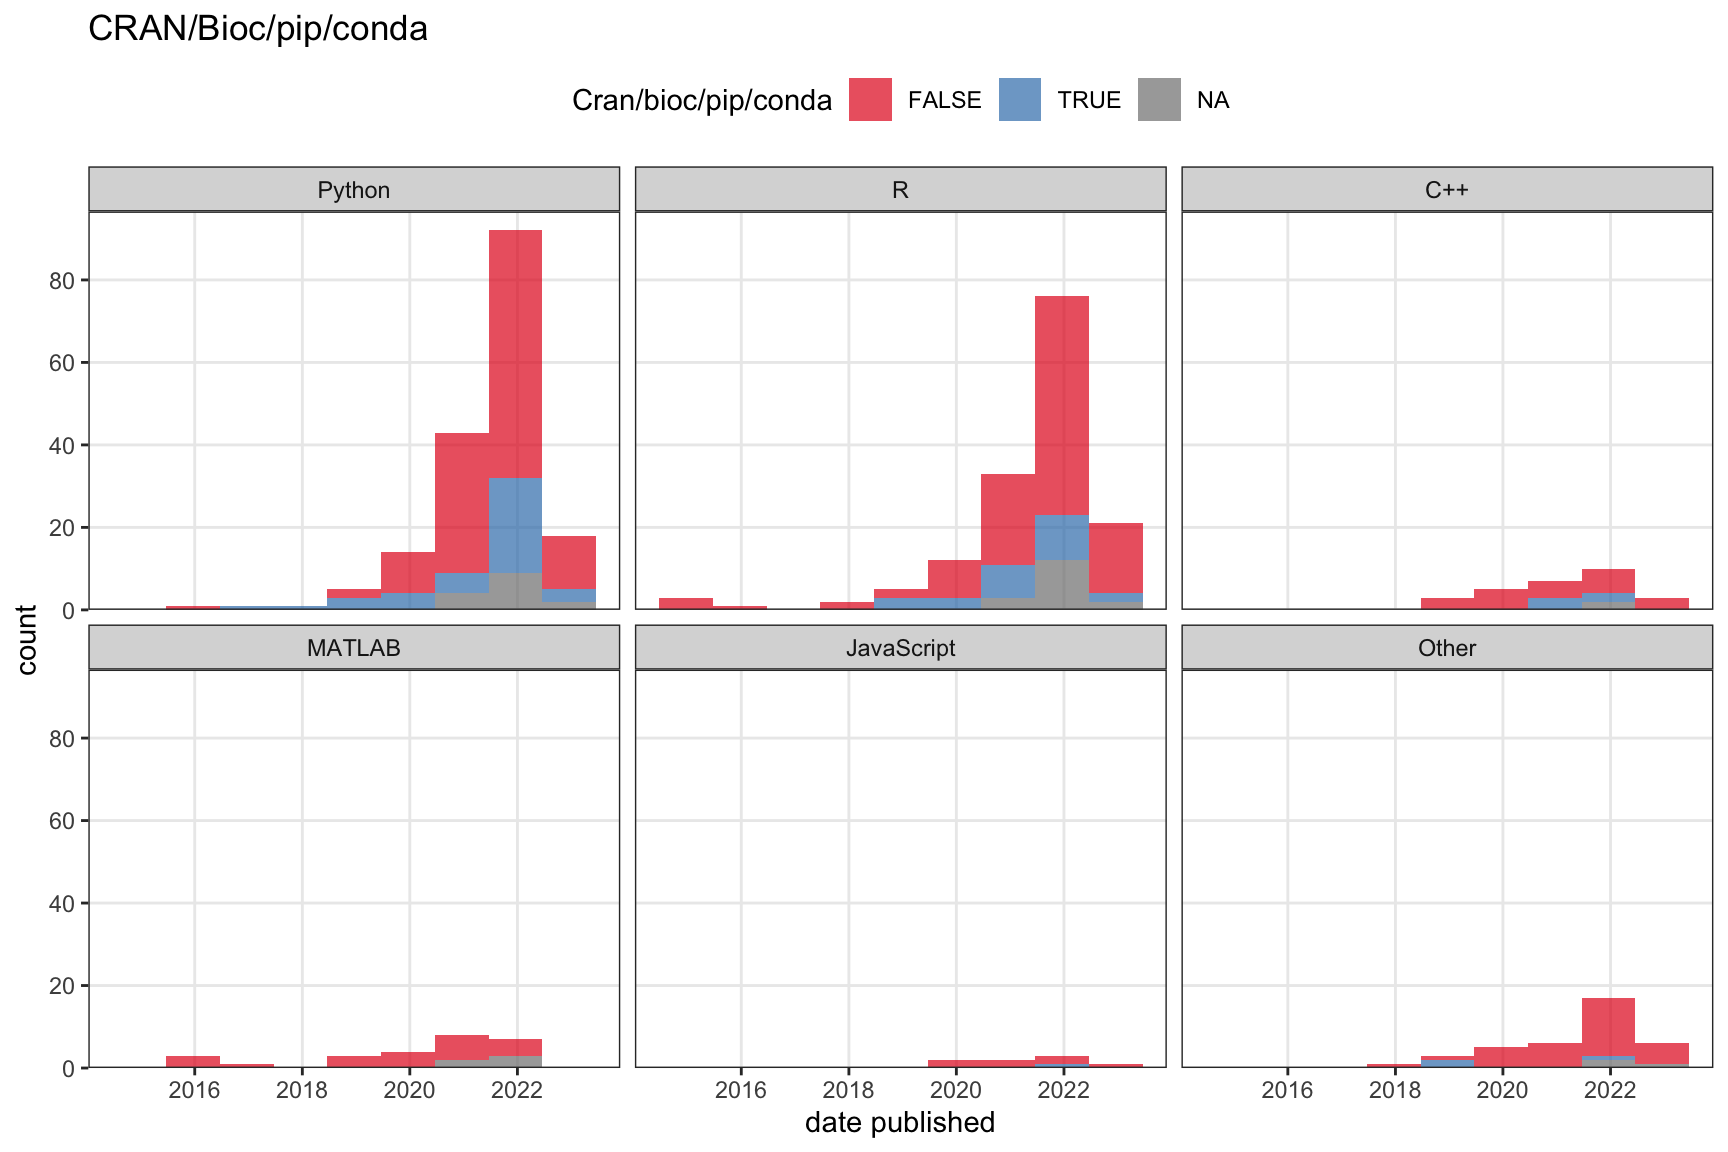 CRAN/Bioc/pip/conda
Cran/bioc/pip/conda FALSE TRUE NA
Python R C++
80
60
40
20
0
count
MATLAB JavaScript Other
80
60
40
20
0
2016 2018 2020 2022 2016 2018 2020 2022 2016 2018 2020 2022
date published